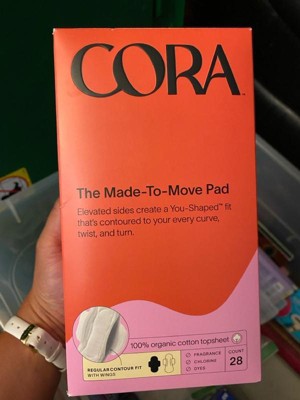 CORA
The Made-To-Move Pad
Elevated sides create a You-Shaped™ fit
that's contoured to your every curve,
twist, and turn.
100% organic cotton topsheet
REGULAR CONTOUR FIT
WITH WINGS
FRAGRANCE
CHLORINE
DYES
COUNT
28